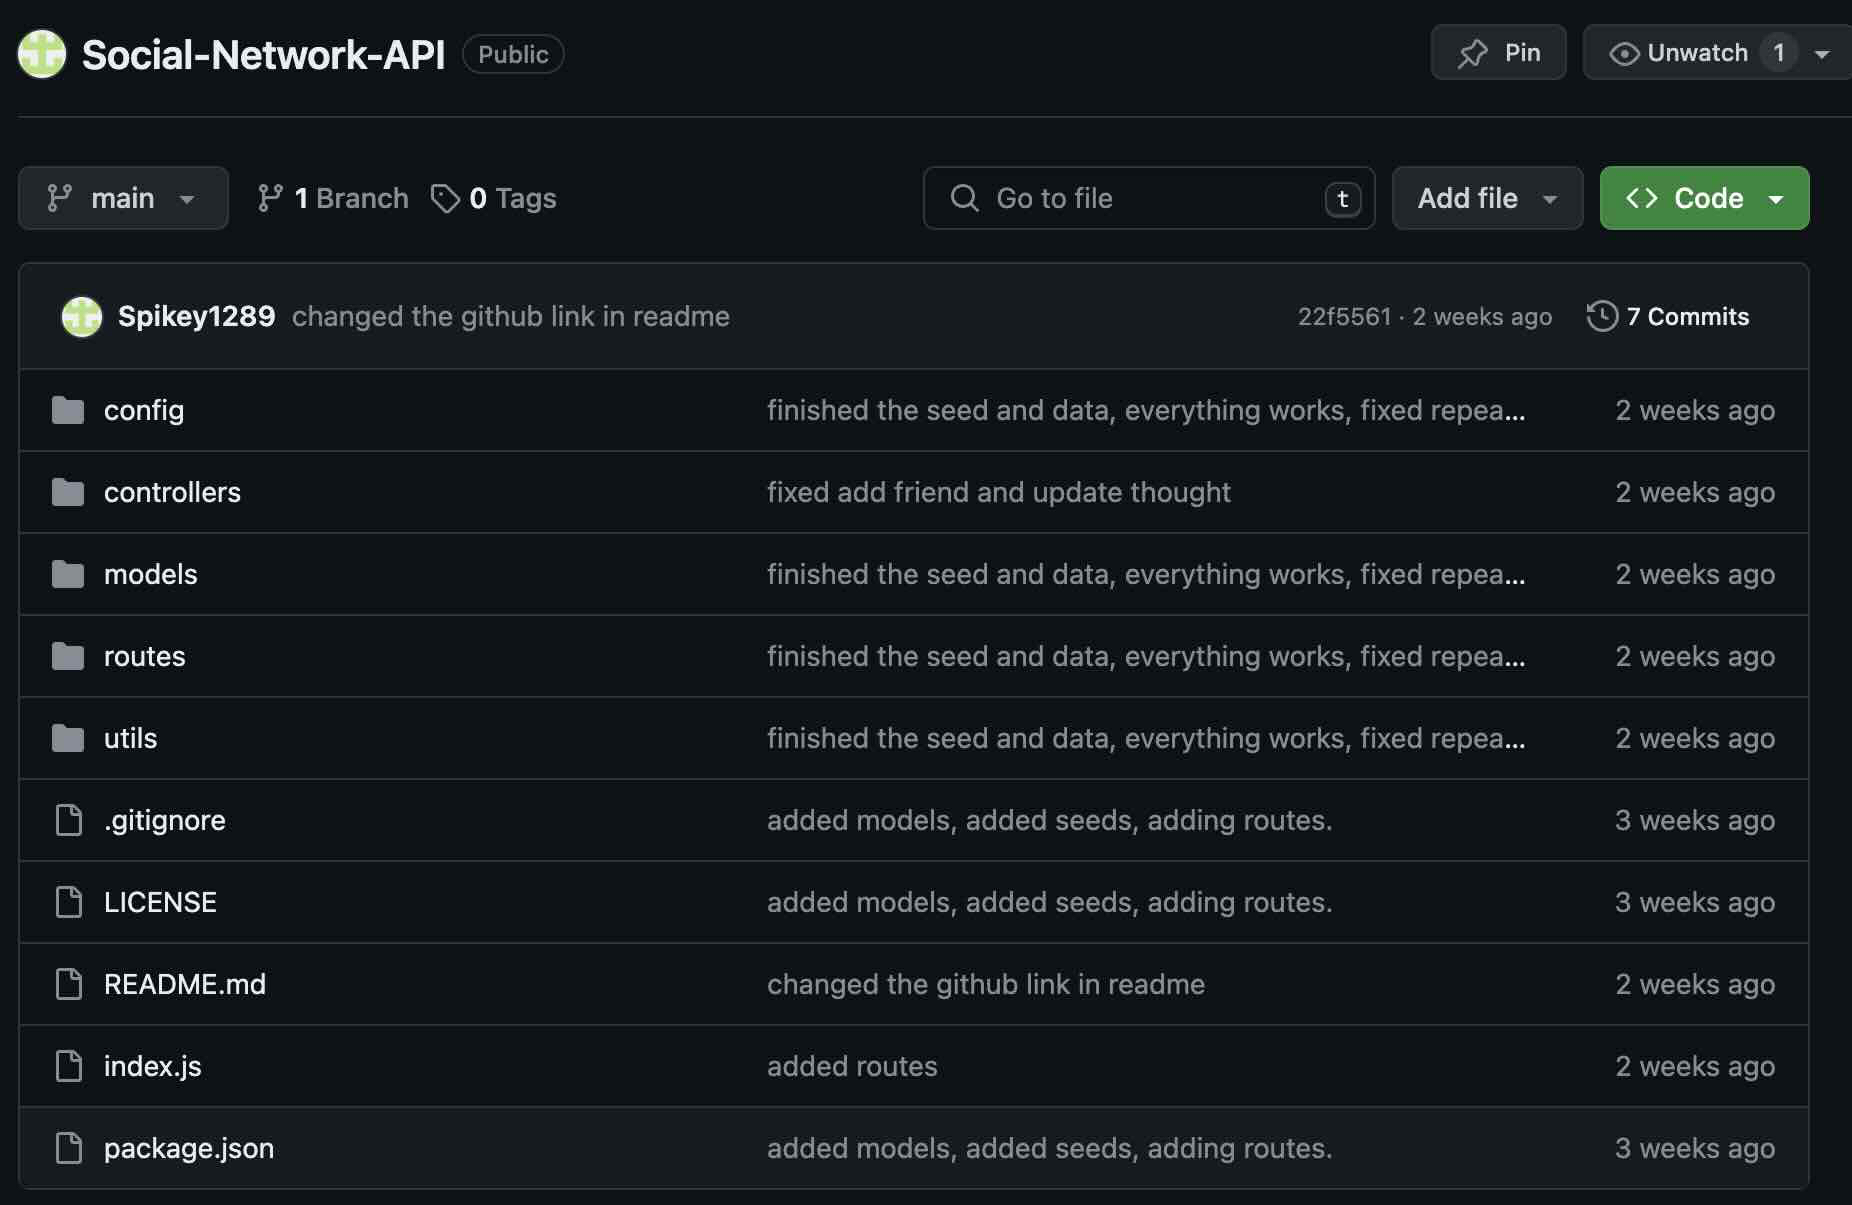 Social-Network-API Public Pin Unwatch 1
main 1 Branch 0 Tags Go to file t Add file Code
Spikey1289 changed the github link in readme 22f5561 · 2 weeks ago 7 Commits
config finished the seed and data, everything works, fixed repea... 2 weeks ago
controllers fixed add friend and update thought 2 weeks ago
models finished the seed and data, everything works, fixed repea... 2 weeks ago
routes finished the seed and data, everything works, fixed repea... 2 weeks ago
utils finished the seed and data, everything works, fixed repea... 2 weeks ago
.gitignore added models, added seeds, adding routes. 3 weeks ago
LICENSE added models, added seeds, adding routes. 3 weeks ago
README.md changed the github link in readme 2 weeks ago
index.js added routes 2 weeks ago
package.json added models, added seeds, adding routes. 3 weeks ago